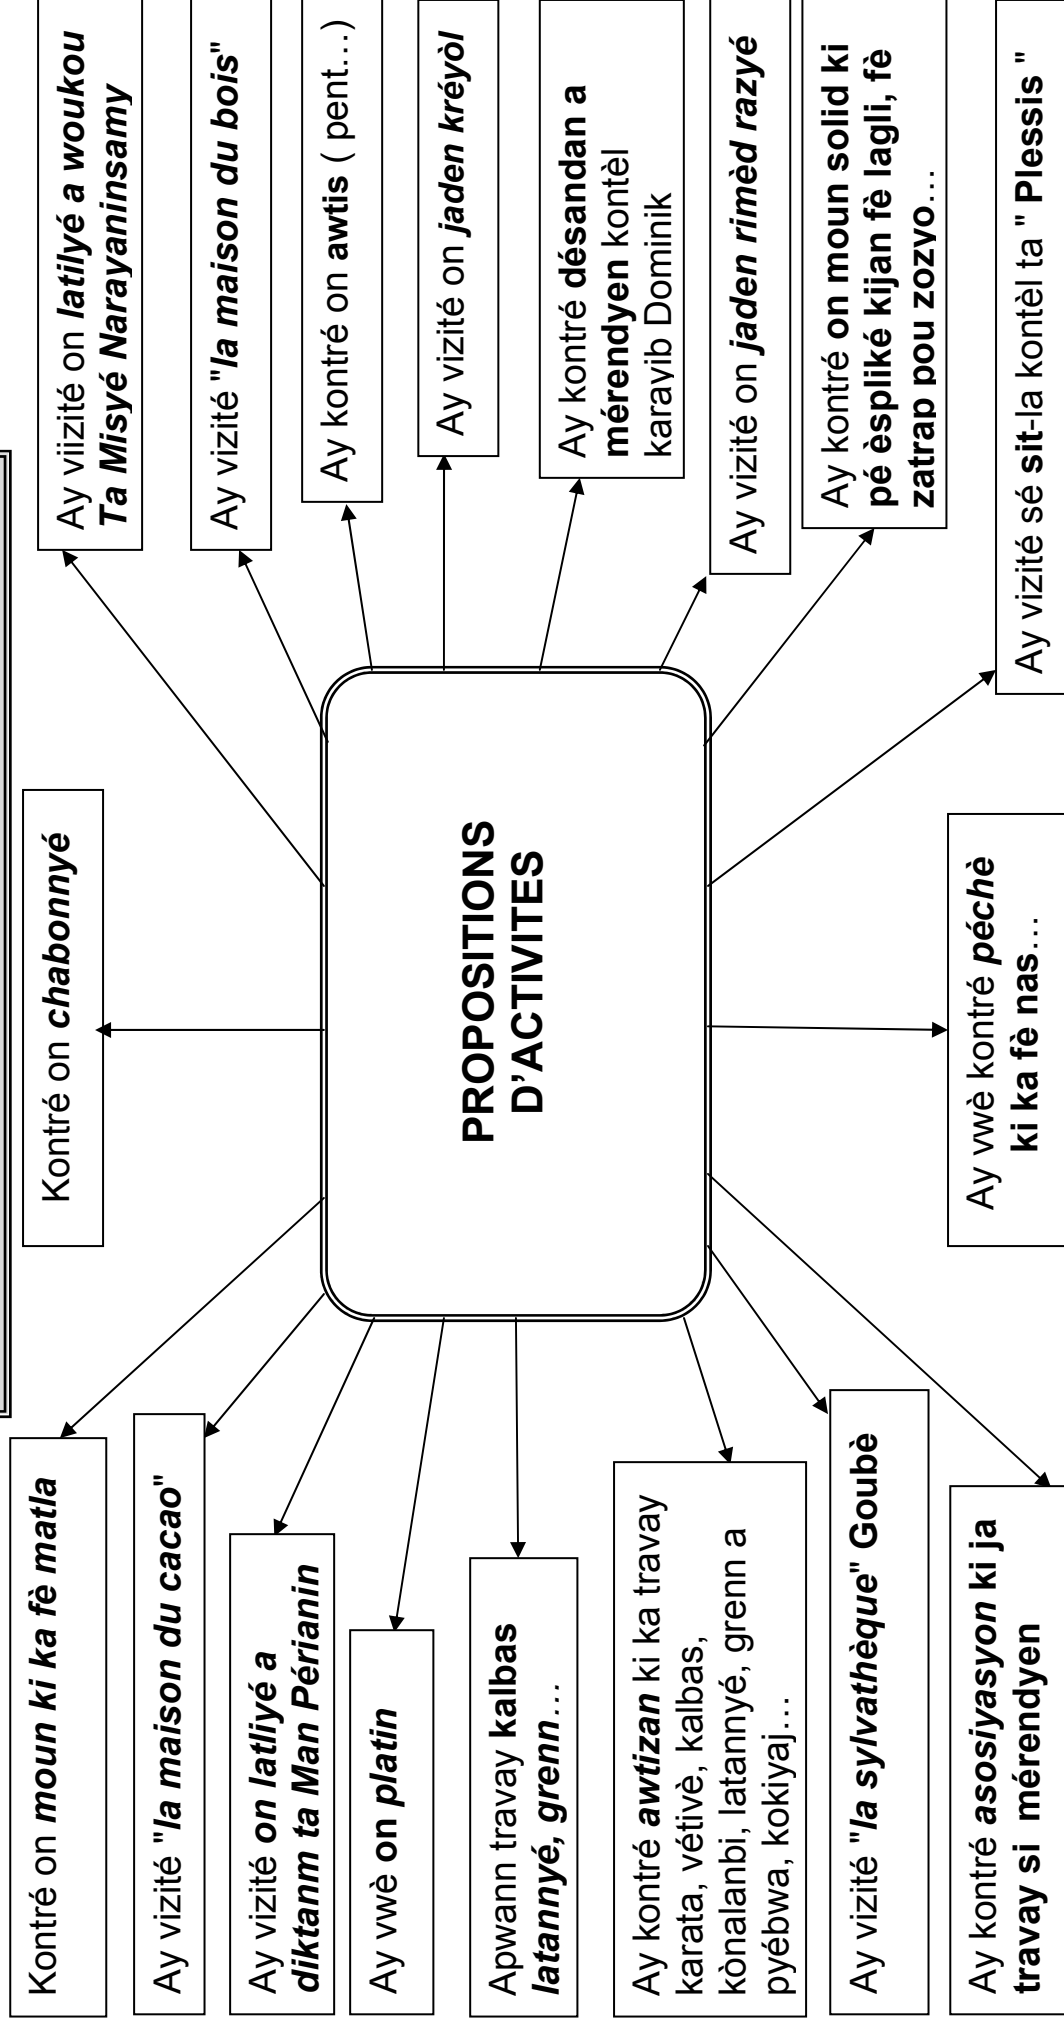 Kontré on moun ki ka fè matla
Ay vizité "la maison du cacao"
Ay vizité on latliyé a
diktanm ta Man Périanin
Ay vwè on platin
Apwann travay kalbas
latannyé, grenn…
Ay kontré awtizan ki ka travay
karata, vétivè, kalbas,
kònalanbi, latannyé, grenn a
pyébwa, kokiyaj…
Ay vizité "la sylvathèque" Goubè
Ay kontré asosiyasyon ki ja
travay si mérendyen
Kontré on chabonnyé
PROPOSITIONS
D’ACTIVITES
Ay vwè kontré péchè
ki ka fè nas…
Ay viizité on latilyé a woukou
Ta Misyé Narayaninsamy
Ay vizité "la maison du bois"
Ay kontré on awtis ( pent…)
Ay vizité on jaden kréyòl
Ay kontré désandan a
mérendyen kontèl
karayib Dominik
Ay vizité on jaden rimèd razyé
Ay kontré on moun solid ki
pé èspliké kijan fè lagli, fè
zatrap pou zozyo…
Ay vizité sé sit-la kontèl ta " Plessis "